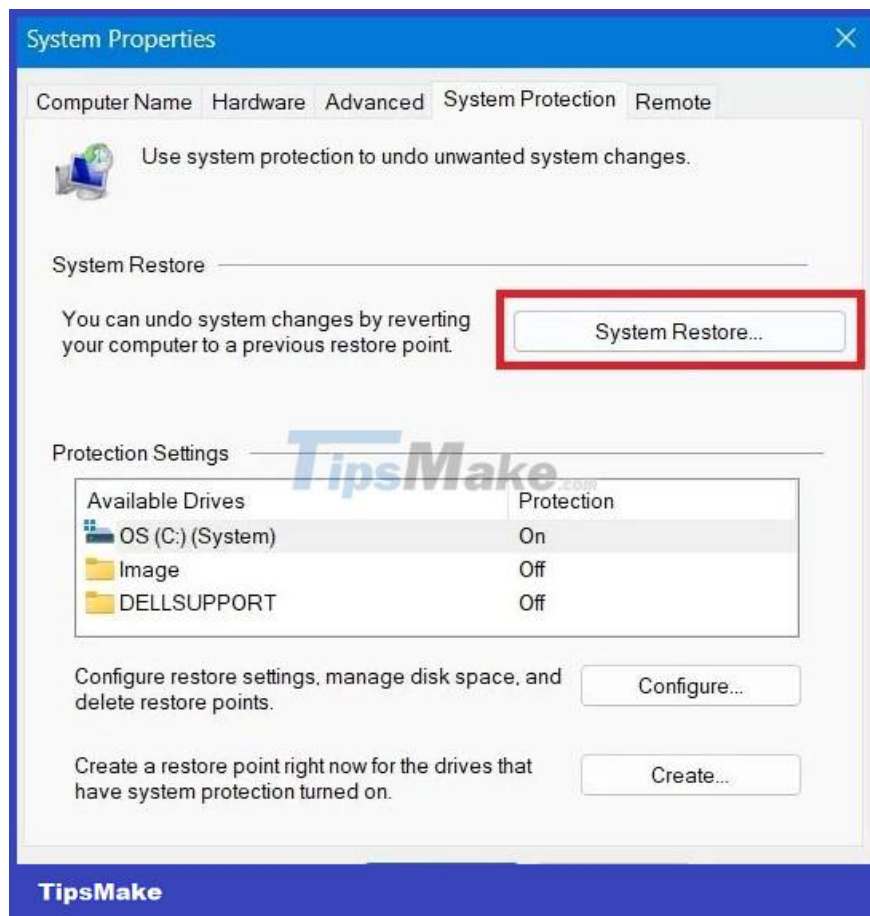 System Properties
Computer Name Hardware Advanced System Protection Remote
Use system protection to undo unwanted system changes.
System Restore
You can undo system changes by reverting
your computer to a previous restore point.
System Restore...
Protection Settings
TipsMake.com
Available Drives Protection
OS (C:) (System) On
Image Off
DELLSUPPORT Off
Configure restore settings, manage disk space, and
delete restore points.
Configure...
Create a restore point right now for the drives that
have system protection turned on.
Create...
TipsMake